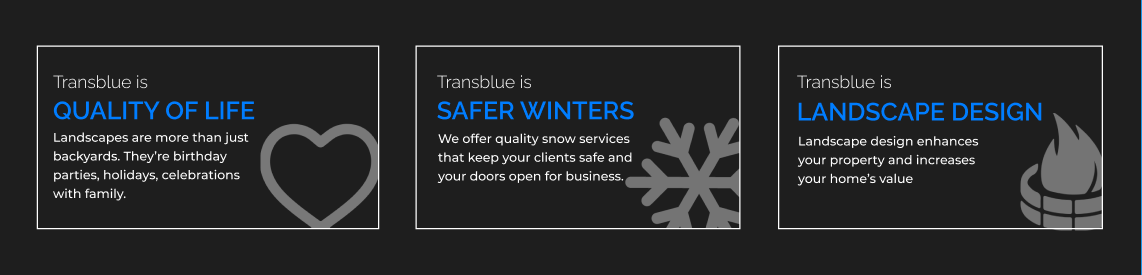 Transblue is
QUALITY OF LIFE
Landscapes are more than just
backyards. They're birthday
parties, holidays, celebrations
with family.
Transblue is
SAFER WINTERS
We offer quality snow services
that keep your clients safe and
your doors open for business.
Transblue is
LANDSCAPE DESIGN
Landscape design enhances
your property and increases
your home's value